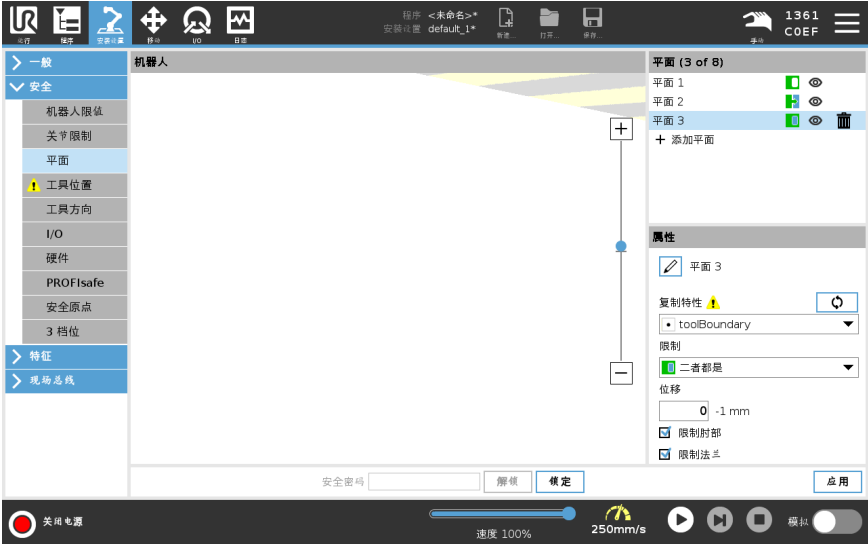 UR
运行
程序
安装设置
移动
I/O
日志
程序 <未命名>*
安装设置 default_1*
新建...
打开...
保存...
手动
1361
C0EF
一般
安全
机器人限值
关节限制
平面
工具位置
工具方向
I/O
硬件
PROFIsafe
安全原点
3 档位
特征
现场总线
机器人
平面 (3 of 8)
平面 1
平面 2
平面 3
添加平面
属性
平面 3
复制特性
toolBoundary
限制
二者都是
位移
0 -1 mm
限制肘部
限制法兰
安全密码
解锁
锁定
应用
关闭电源
速度 100%
250mm/s
模拟